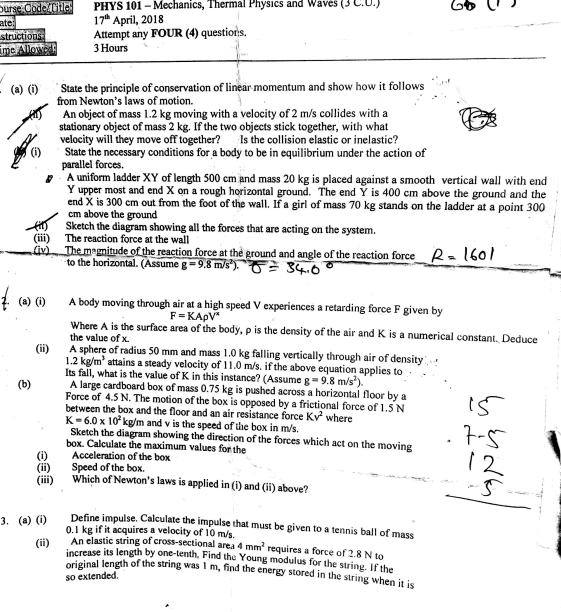 Course Code/Title: PHYS 101 – Mechanics, Thermal Physics and Waves (3 C.U.)
Date: 17th April, 2018
Instructions: Attempt any FOUR (4) questions.
Time Allowed: 3 Hours
(a) (i) State the principle of conservation of linear momentum and show how it follows
from Newton's laws of motion.
(ii) An object of mass 1.2 kg moving with a velocity of 2 m/s collides with a
stationary object of mass 2 kg. If the two objects stick together, with what
velocity will they move off together? Is the collision elastic or inelastic?
(i) State the necessary conditions for a body to be in equilibrium under the action of
parallel forces.
A uniform ladder XY of length 500 cm and mass 20 kg is placed against a smooth vertical wall with end
Y upper most and end X on a rough horizontal ground. The end Y is 400 cm above the ground and the
end X is 300 cm out from the foot of the wall. If a girl of mass 70 kg stands on the ladder at a point 300
cm above the ground
(ii) Sketch the diagram showing all the forces that are acting on the system.
(iii) The reaction force at the wall
(iv) The magnitude of the reaction force at the ground and angle of the reaction force R = 1601
to the horizontal. (Assume g = 9.8 m/s²). = 34.0°
2. (a) (i) A body moving through air at a high speed V experiences a retarding force F given by
F = KAρVˣ
Where A is the surface area of the body, ρ is the density of the air and K is a numerical constant. Deduce
the value of x.
(ii) A sphere of radius 50 mm and mass 1.0 kg falling vertically through air of density
1.2 kg/m³ attains a steady velocity of 11.0 m/s. if the above equation applies to
Its fall, what is the value of K in this instance? (Assume g = 9.8 m/s²).
(b) A large cardboard box of mass 0.75 kg is pushed across a horizontal floor by a
Force of 4.5 N. The motion of the box is opposed by a frictional force of 1.5 N
between the box and the floor and an air resistance force Kv² where
K = 6.0 x 10² kg/m and v is the speed of the box in m/s.
Sketch the diagram showing the direction of the forces which act on the moving
box. Calculate the maximum values for the
(i) Acceleration of the box
(ii) Speed of the box.
(iii) Which of Newton's laws is applied in (i) and (ii) above?
15
7-5
12
5
3. (a) (i) Define impulse. Calculate the impulse that must be given to a tennis ball of mass
0.1 kg if it acquires a velocity of 10 m/s.
(ii) An elastic string of cross-sectional area 4 mm² requires a force of 2.8 N to
increase its length by one-tenth, Find the Young modulus for the string. If the
original length of the string was 1 m, find the energy stored in the string when it is
so extended.